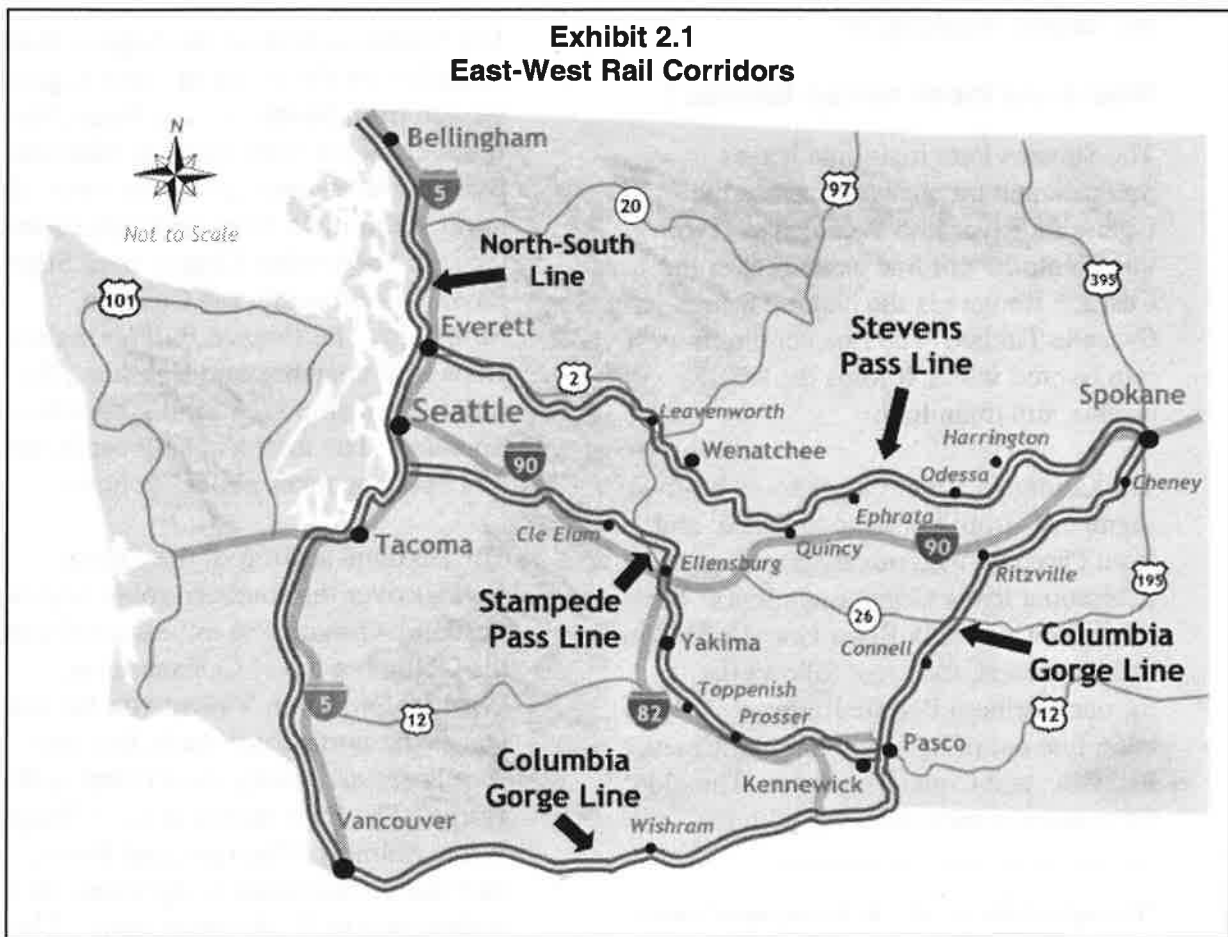 Exhibit 2.1
East-West Rail Corridors
N
Not to Scale
Bellingham
5
20
97
North-South
Line
101
395
Everett
Stevens
Pass Line
2
Spokane
Seattle
Leavenworth
Harrington
Wenatchee
90
Odessa
Cheney
Ephrata
Cle Elum
Quincy
90
Tacoma
Ellensburg
Ritzville
195
Stampede
Pass Line
26
Columbia
Gorge Line
Yakima
Connell
5
12
Toppenish
82
Prosser
12
Pasco
Columbia
Gorge Line
Kennewick
Vancouver
Wishram